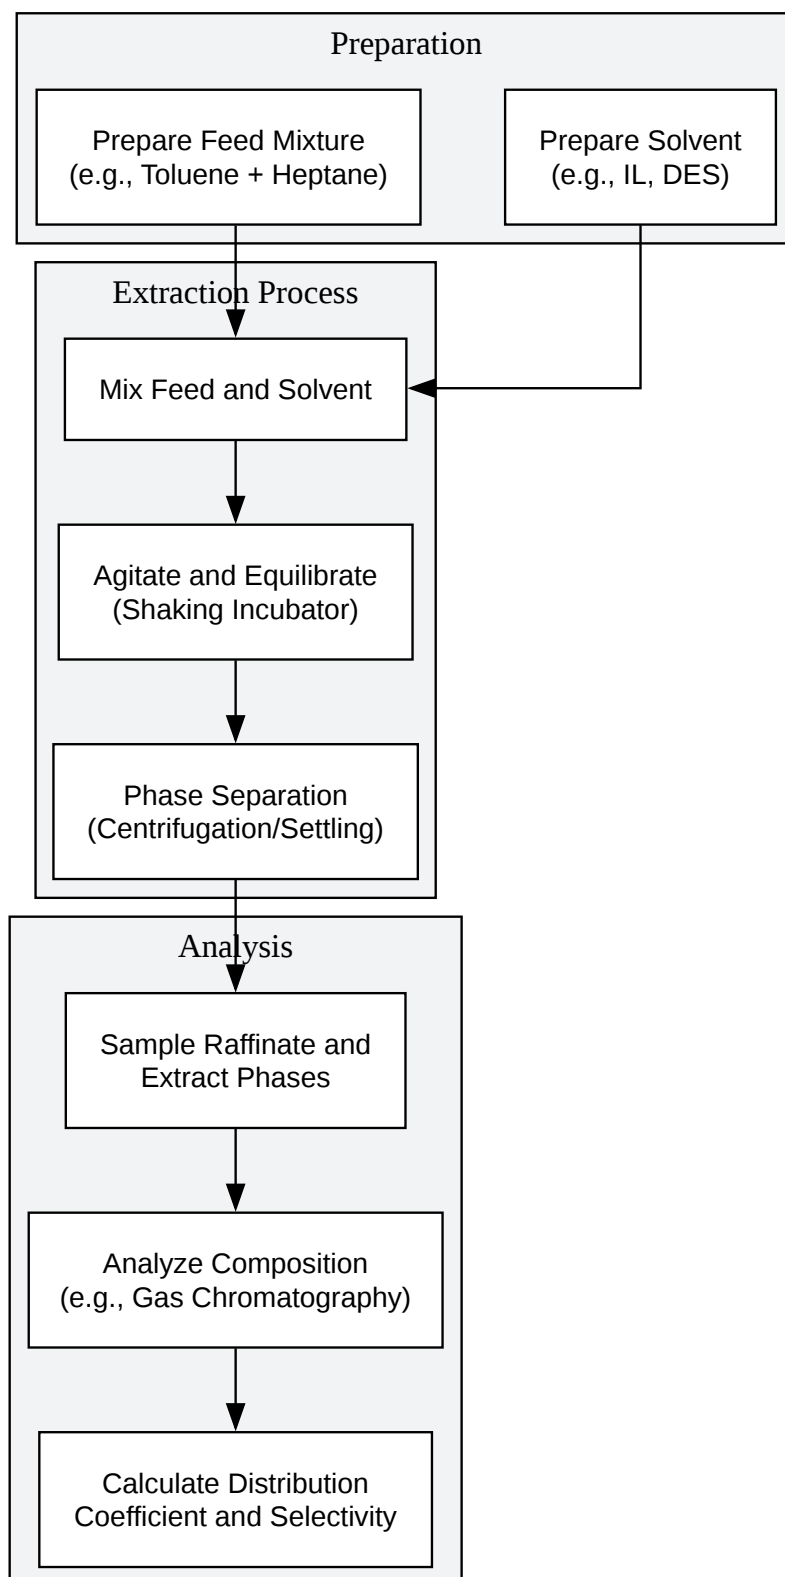 Preparation
Prepare Feed Mixture
(e.g., Toluene + Heptane)
Prepare Solvent
(e.g., IL, DES)
Extraction Process
Mix Feed and Solvent
Agitate and Equilibrate
(Shaking Incubator)
Phase Separation
(Centrifugation/Settling)
Analysis
Sample Raffinate and
Extract Phases
Analyze Composition
(e.g., Gas Chromatography)
Calculate Distribution
Coefficient and Selectivity